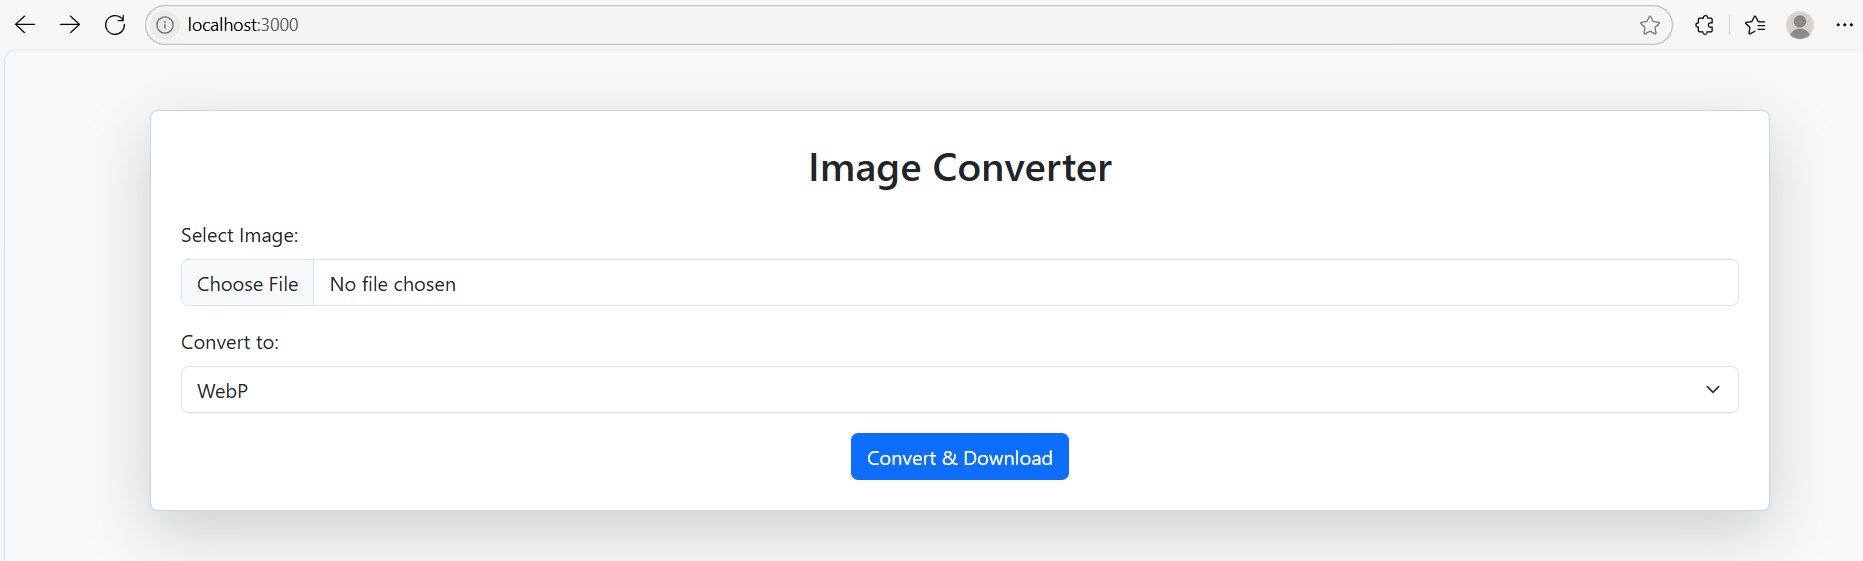 localhost:3000
Image Converter
Select Image:
Choose File No file chosen
Convert to:
WebP
Convert & Download